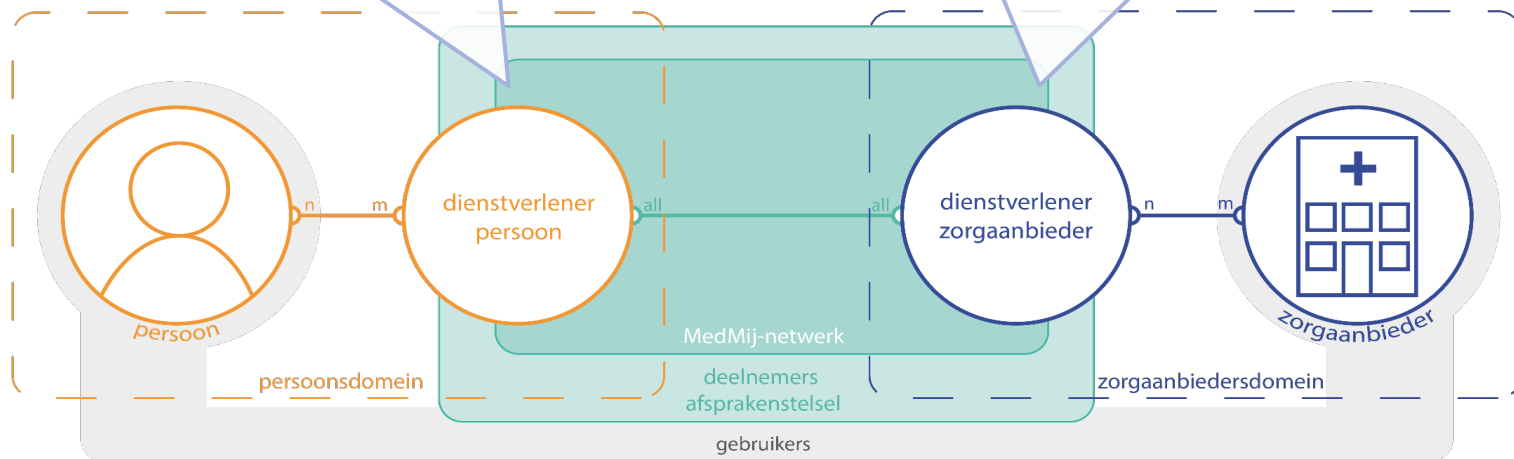 n
m
dienstverlener
persoon
all
all
dienstverlener
zorgaanbieder
n
m
persoon
zorgaanbieder
MedMij-netwerk
persoonsdomein
deelnemers
afsprakenstelsel
zorgaanbiedersdomein
gebruikers